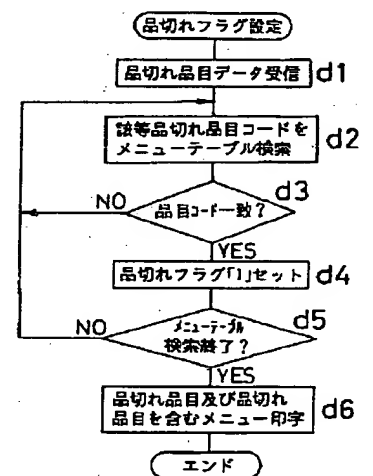 品切れフラグ設定
品切れ品目データ受信 d1
該等品切れ品目コードを
メニューテーブル検索 d2
d3
NO 品目コード一致?
YES
品切れフラグ「1」セット d4
d5
NO メニューテーブル
検索終了?
YES
品切れ品目及び品切れ
品目を含むメニュー印字 d6
エンド